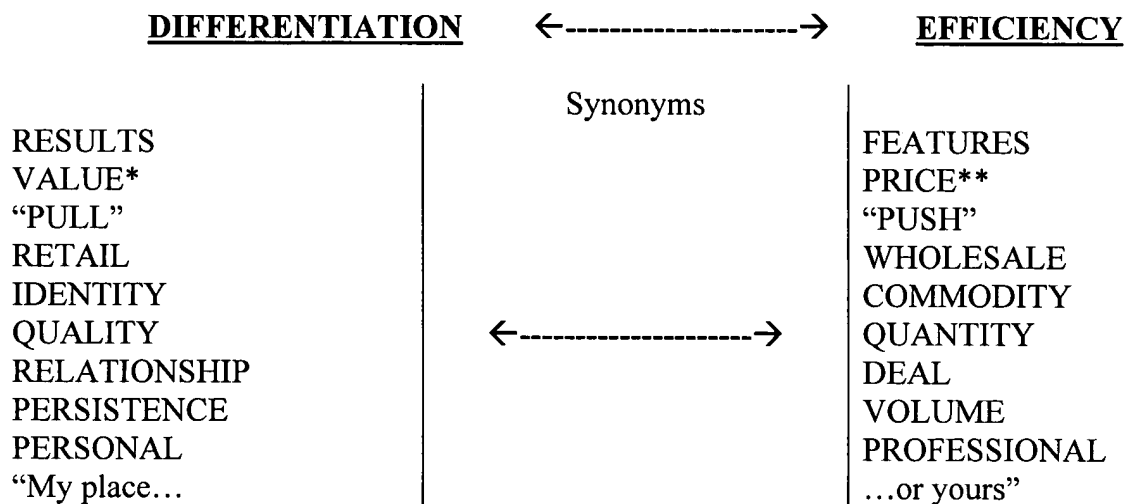 DIFFERENTIATION ←--------------------→ EFFICIENCY
Synonyms
RESULTS FEATURES
VALUE* PRICE**
“PULL” “PUSH”
RETAIL WHOLESALE
IDENTITY COMMODITY
QUALITY ←--------------------→ QUANTITY
RELATIONSHIP DEAL
PERSISTENCE VOLUME
PERSONAL PROFESSIONAL
“My place… …or yours”